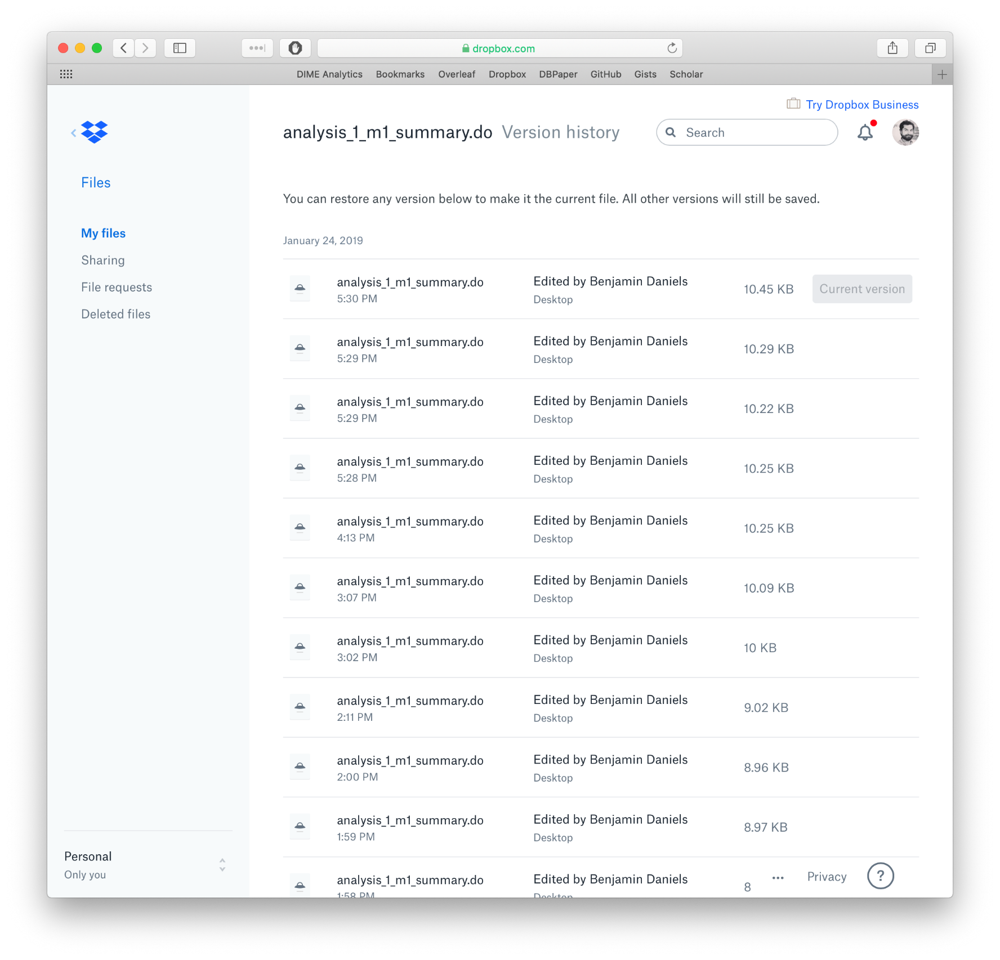 dropbox.com
DIME Analytics Bookmarks Overleaf Dropbox DBPaper GitHub Gists Scholar
Try Dropbox Business
analysis_1_m1_summary.do Version history
Search
Files
My files
Sharing
File requests
Deleted files
You can restore any version below to make it the current file. All other versions will still be saved.
January 24, 2019
analysis_1_m1_summary.do Edited by Benjamin Daniels 10.45 KB Current version
5:30 PM Desktop
analysis_1_m1_summary.do Edited by Benjamin Daniels 10.29 KB
5:29 PM Desktop
analysis_1_m1_summary.do Edited by Benjamin Daniels 10.22 KB
5:29 PM Desktop
analysis_1_m1_summary.do Edited by Benjamin Daniels 10.25 KB
5:28 PM Desktop
analysis_1_m1_summary.do Edited by Benjamin Daniels 10.25 KB
4:13 PM Desktop
analysis_1_m1_summary.do Edited by Benjamin Daniels 10.09 KB
3:07 PM Desktop
analysis_1_m1_summary.do Edited by Benjamin Daniels 10 KB
3:02 PM Desktop
analysis_1_m1_summary.do Edited by Benjamin Daniels 9.02 KB
2:11 PM Desktop
analysis_1_m1_summary.do Edited by Benjamin Daniels 8.96 KB
2:00 PM Desktop
analysis_1_m1_summary.do Edited by Benjamin Daniels 8.97 KB
1:59 PM Desktop
analysis_1_m1_summary.do Edited by Benjamin Daniels 8
1:58 PM Desktop
Personal
Only you
... Privacy ?